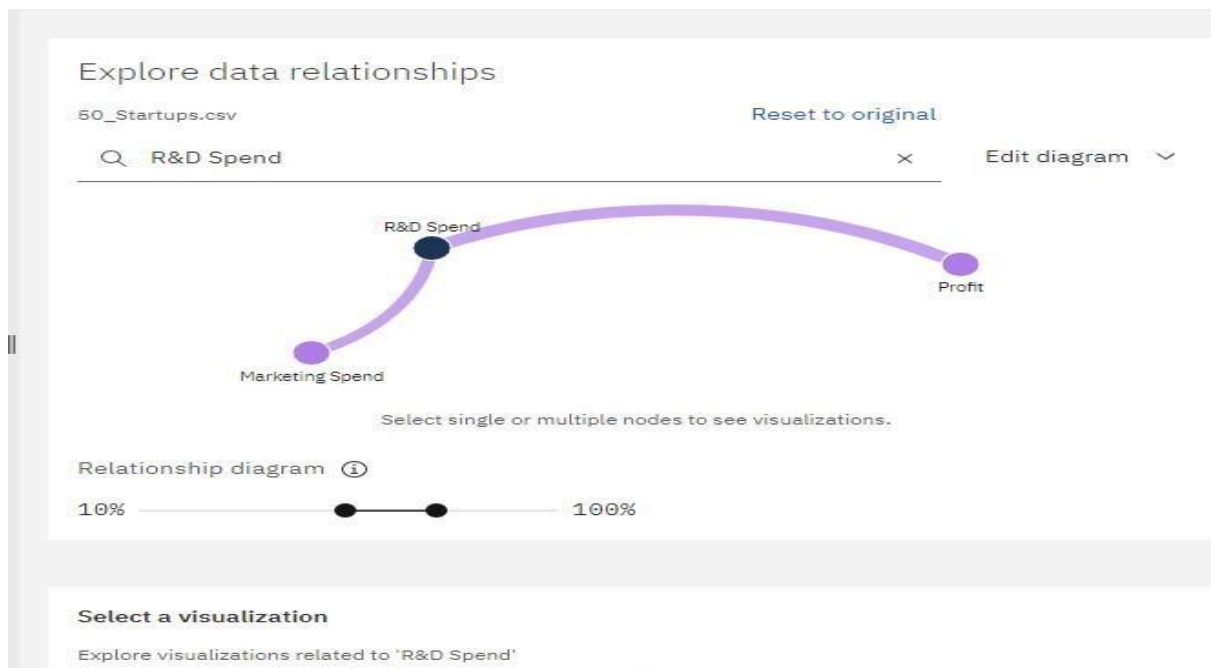 Explore data relationships
50_Startups.csv
Reset to original
R&D Spend
Edit diagram
R&D Spend
Profit
Marketing Spend
Select single or multiple nodes to see visualizations.
Relationship diagram
10%
100%
Select a visualization
Explore visualizations related to 'R&D Spend'